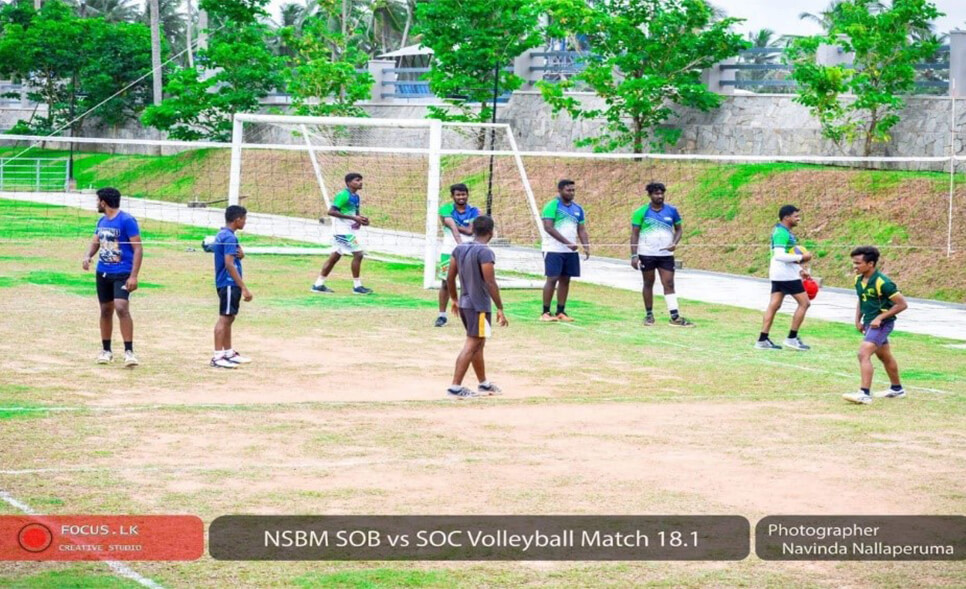 FOCUS.LK
CREATIVE STUDIO
NSBM SOB vs SOC Volleyball Match 18.1
Photographer
Navinda Nallaperuma